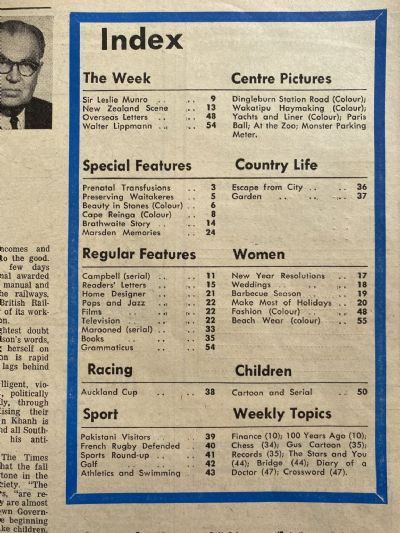 Index
The Week
Sir Leslie Munro .. .. 9
New Zealand Scene .. 13
Overseas Letters .. .. 48
Walter Lippmann .. .. 54
Centre Pictures
Dingleburn Station Road (Colour);
Wakatipu Haymaking (Colour);
Yachts and Liner (Colour); Paris
Ball; At the Zoo; Monster Parking
Meter.
Special Features
Prenatal Transfusions .. 3
Preserving Waitakeres .. 5
Beauty in Stones (Colour) .. 6
Cape Reinga (Colour) .. 8
Brathwaite Story .. .. 14
Marsden Memories .. 24
Country Life
Escape from City .. .. 36
Garden .. .. .. 37
Regular Features
Campbell (serial) .. .. 11
Readers' Letters .. .. 15
Home Designer .. .. 21
Pops and Jazz .. .. 22
Films .. .. .. 22
Television .. .. .. 22
Marooned (serial) .. .. 33
Books .. .. .. 35
Grammaticus .. .. 54
Women
New Year Resolutions .. 17
Weddings .. .. .. 18
Barbecue Season .. .. 19
Make Most of Holidays .. 20
Fashion (Colour) .. .. 48
Beach Wear (colour) .. 55
Racing
Auckland Cup .. .. 38
Children
Cartoon and Serial .. .. 50
Sport
Pakistani Visitors .. .. 39
French Rugby Defended .. 40
Sports Round-up .. .. 41
Golf .. .. .. 42
Athletics and Swimming .. 43
Weekly Topics
Finance (10); 100 Years Ago (10);
Chess (34); Gus Cartoon (35);
Records (35); The Stars and You
(44); Bridge (44); Diary of a
Doctor (47); Crossword (47).
ncomes and
to the good.
few days
nal awarded
manual and
he railways.
British Rail-
of its work-
on.
ghtest doubt
dson's words,
herself on
on is rapid
lags behind
lligent, vio-
, politically
ly, through
ising their
n Khanh is
nd all South-
his anti-
The Times
hat the fall
tone in the
ciety. "The
rs, "are re-
y are almost
own Govern-
e beginning
ke children.